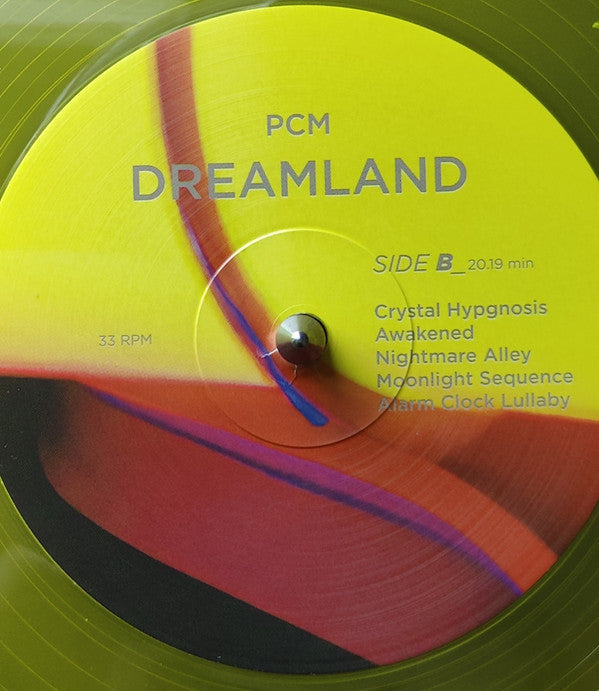 PCM
DREAMLAND
SIDE B_20.19 min
33 RPM
Crystal Hypgnosis
Awakened
Nightmare Alley
Moonlight Sequence
Alarm Clock Lullaby